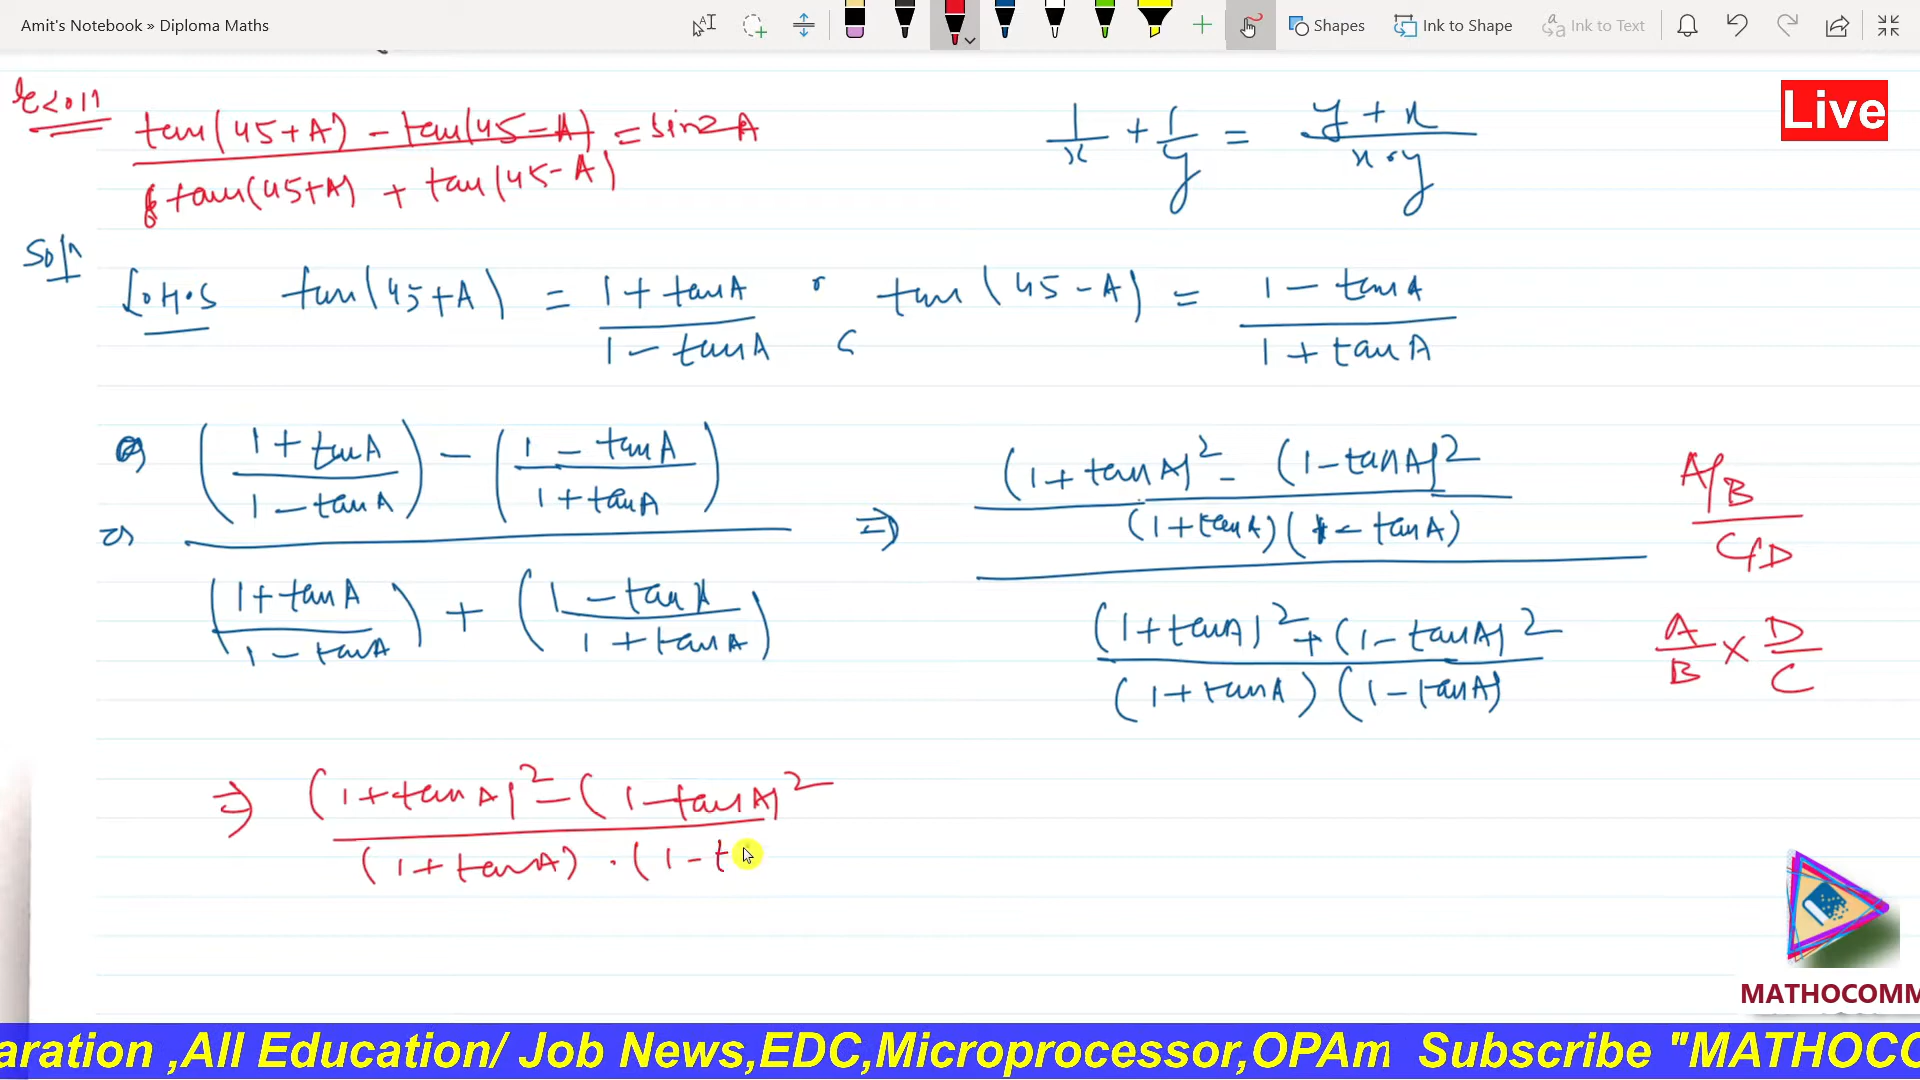 Amit's Notebook » Diploma Maths
Shapes
Ink to Shape
Ink to Text
Live
tan(45+A) - tan(45-A) = sin2A
tan(45+A) + tan(45-A)
1/x + 1/y = y+x / x·y
Solⁿ
L·H·S tan(45+A) = 1+tanA / 1-tanA , tan(45-A) = 1-tanA / 1+tanA
(1+tanA / 1-tanA) - (1-tanA / 1+tanA)
⇒
(1+tanA / 1-tanA) + (1-tanA / 1+tanA)
⇒ (1+tanA)² - (1-tanA)²
(1+tanA)(1-tanA)
(1+tanA)² + (1-tanA)²
(1+tanA)(1-tanA)
A/B
C/D
A/B × D/C
⇒ (1+tanA)² - (1-tanA)²
(1+tanA)·(1-t
MATHOCOMM
aration ,All Education/ Job News,EDC,Microprocessor,OPAm Subscribe "MATHOCO